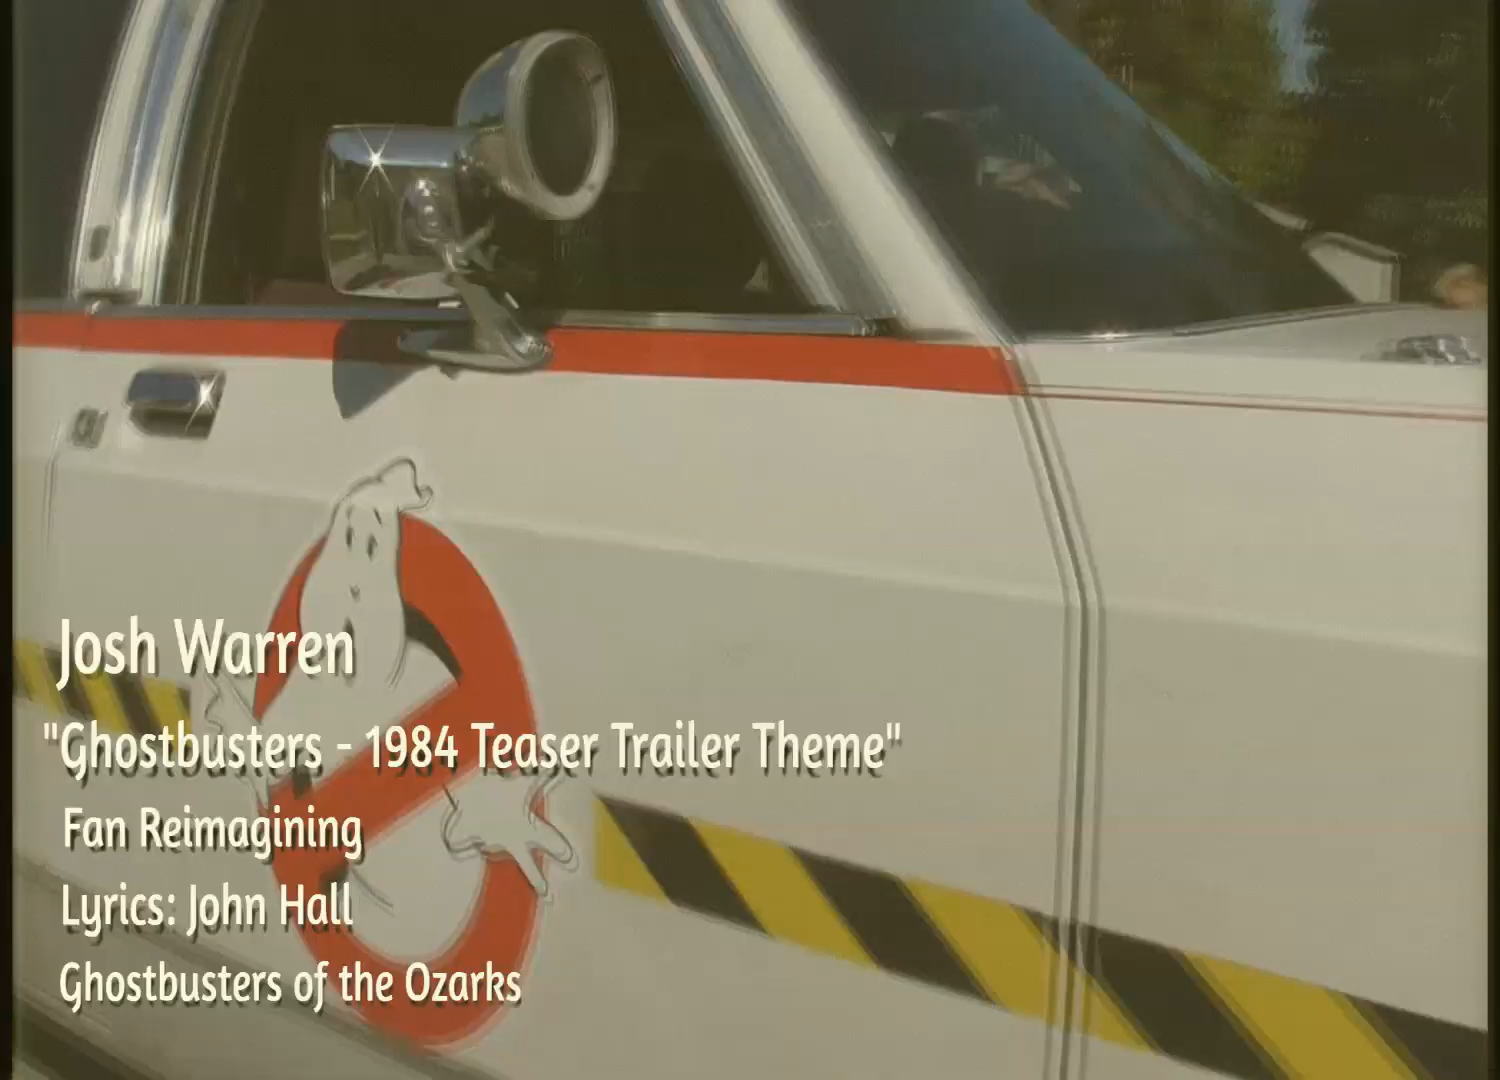 Josh Warren
"Ghostbusters - 1984 Teaser Trailer Theme"
Fan Reimagining
Lyrics: John Hall
Ghostbusters of the Ozarks